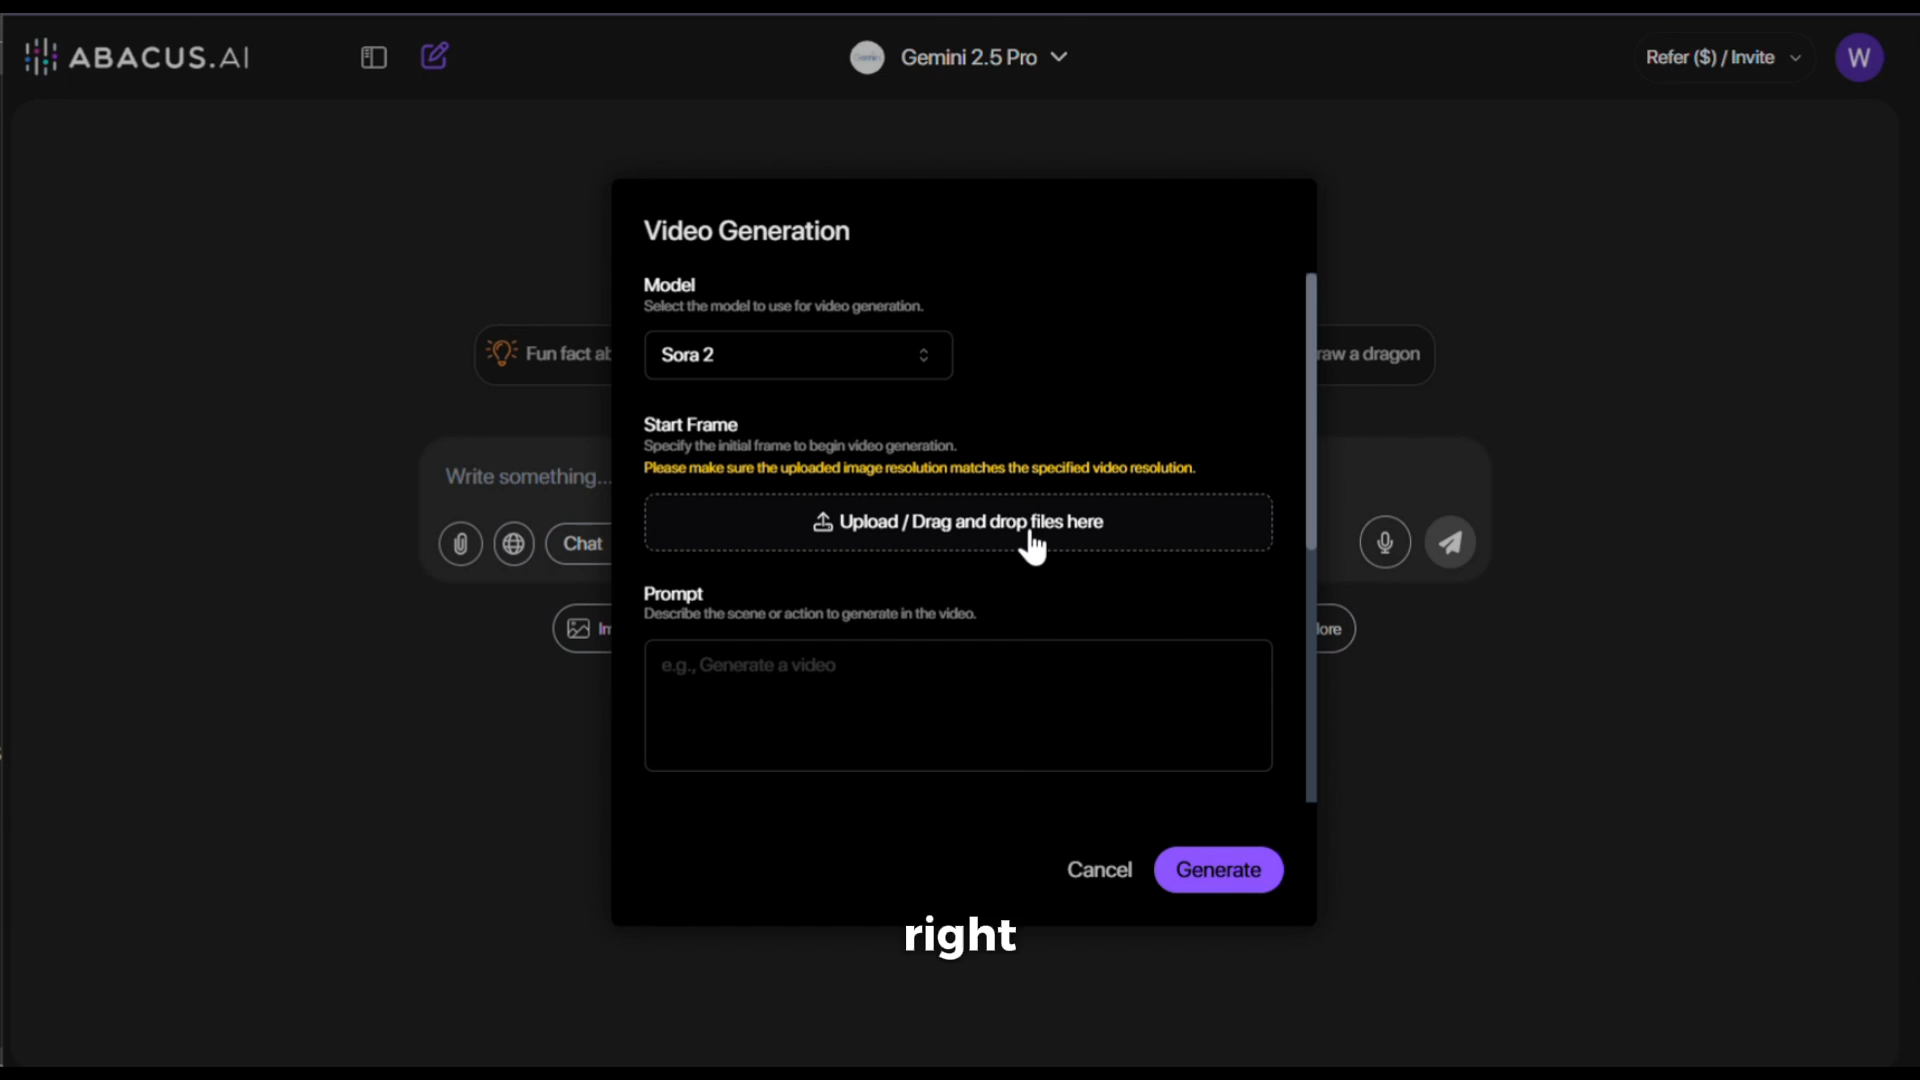 ABACUS.AI
Gemini 2.5 Pro
Refer ($) / Invite
W
Video Generation
Model
Select the model to use for video generation.
Sora 2
Fun fact ab
raw a dragon
Start Frame
Specify the initial frame to begin video generation.
Please make sure the uploaded image resolution matches the specified video resolution.
Write something...
Upload / Drag and drop files here
Chat
Prompt
Describe the scene or action to generate in the video.
Im
lore
e.g., Generate a video
Cancel
Generate
right